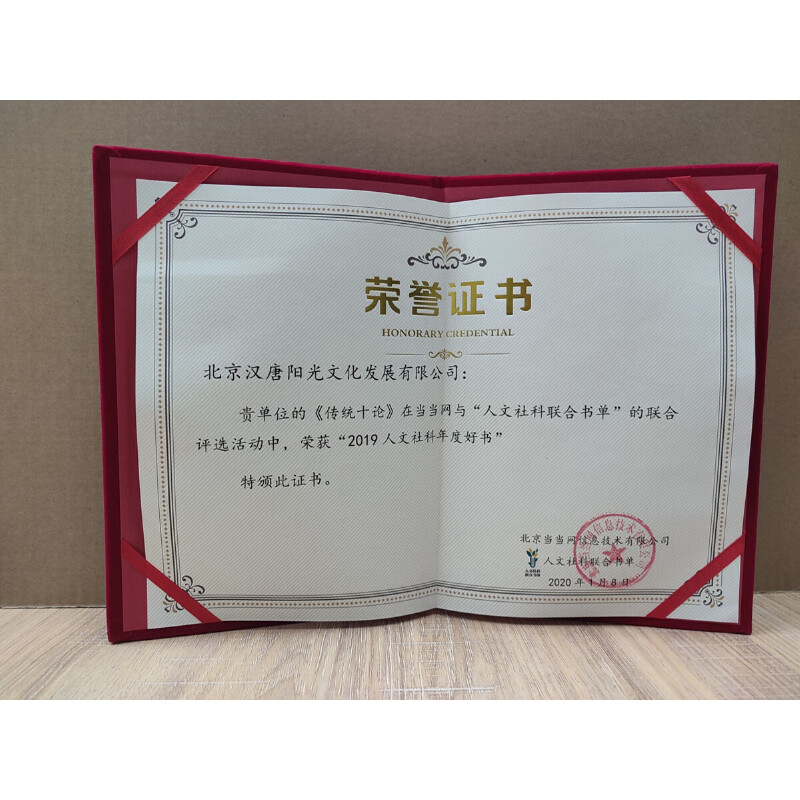 荣誉证书
HONORARY CREDENTIAL
北京汉唐阳光文化发展有限公司：
贵单位的《传统十论》在当当网与“人文社科联合书单”的联合
评选活动中，荣获“2019人文社科年度好书”
特颁此证书。
北京当当网信息技术有限公司
人文社科联合书单
2020年1月8日